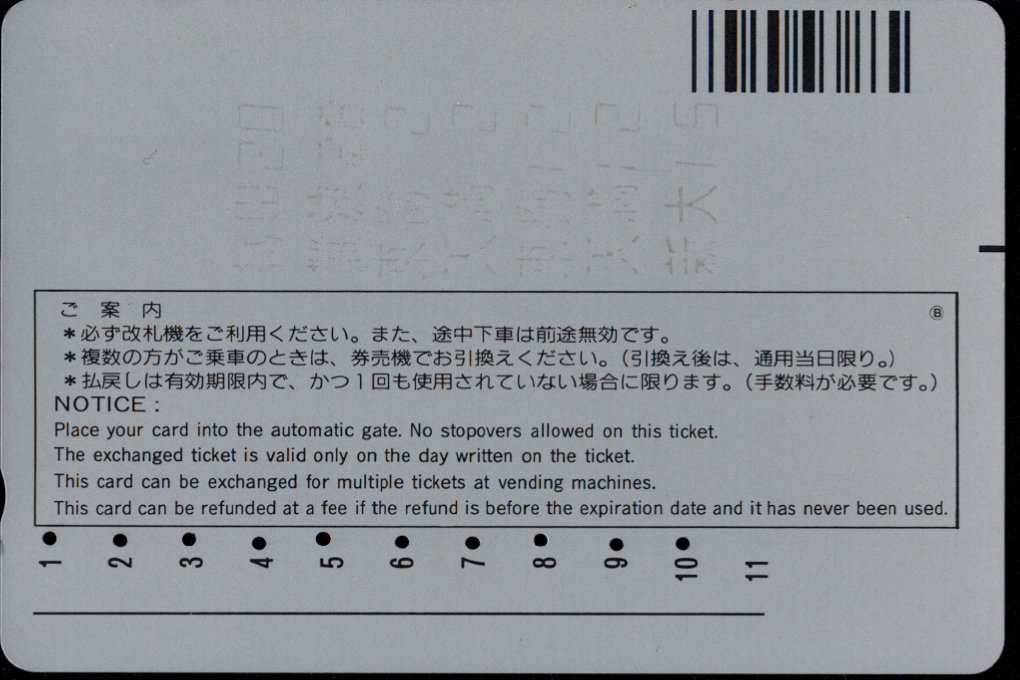 ご 案 内
Ⓑ
＊必ず改札機をご利用ください。また、途中下車は前途無効です。
＊複数の方がご乗車のときは、券売機でお引換えください。（引換え後は、通用当日限り。）
＊払戻しは有効期限内で、かつ１回も使用されていない場合に限ります。（手数料が必要です。）
NOTICE :
Place your card into the automatic gate. No stopovers allowed on this ticket.
The exchanged ticket is valid only on the day written on the ticket.
This card can be exchanged for multiple tickets at vending machines.
This card can be refunded at a fee if the refund is before the expiration date and it has never been used.
1 2 3 4 5 6 7 8 9 10 11